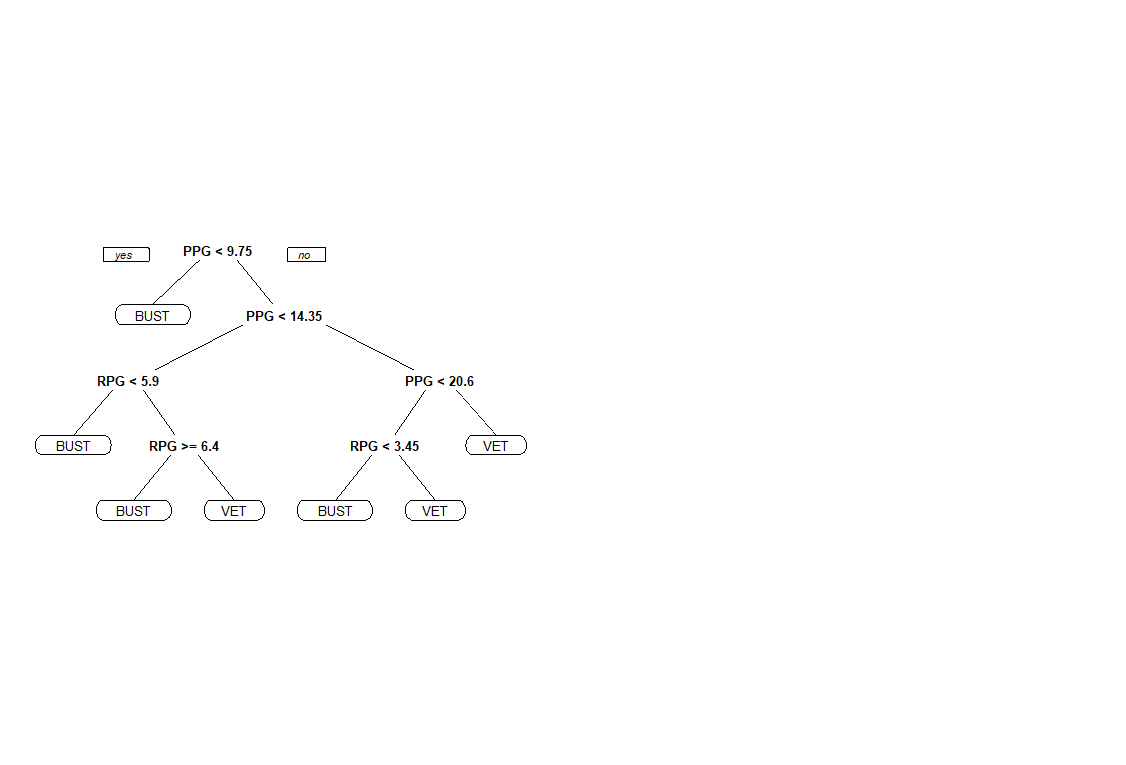 yes PPG < 9.75 no
BUST PPG < 14.35
RPG < 5.9 PPG < 20.6
BUST RPG >= 6.4 RPG < 3.45 VET
BUST VET BUST VET